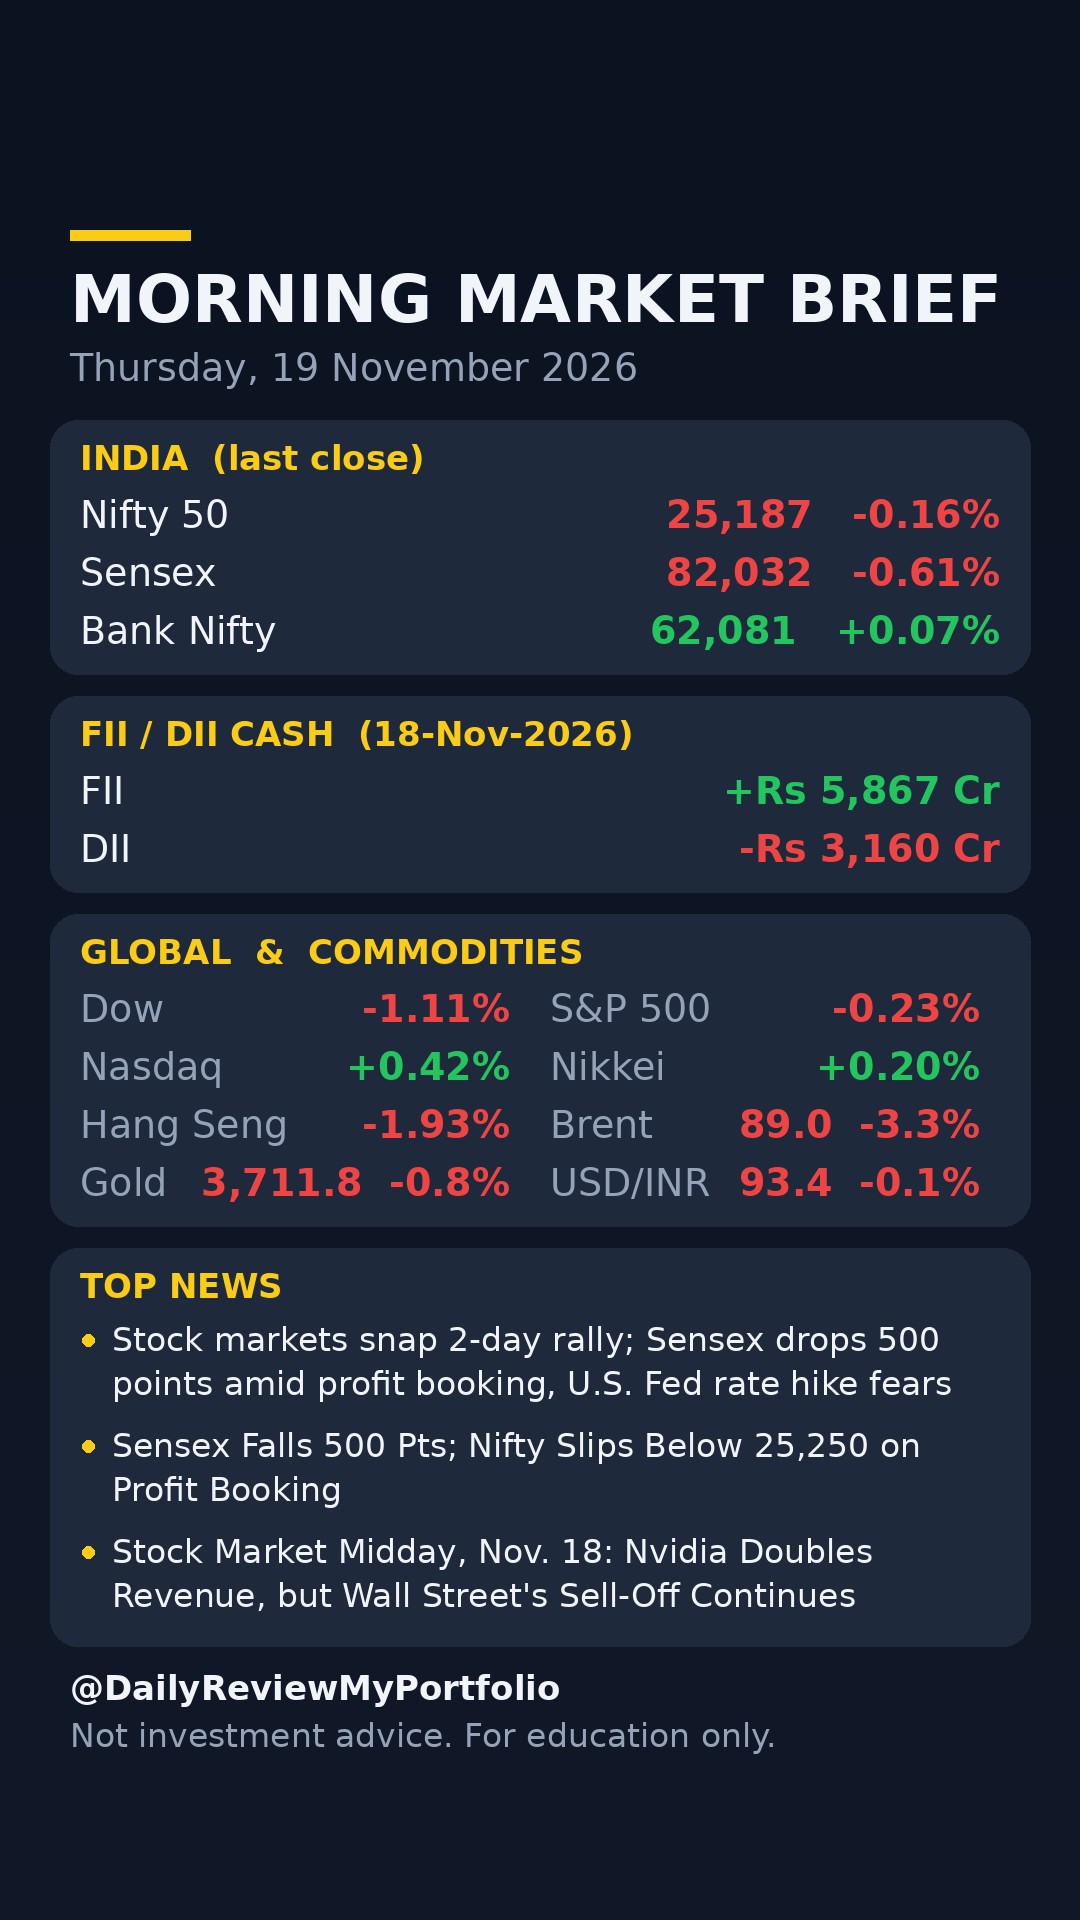 MORNING MARKET BRIEF
Thursday, 19 November 2026
INDIA (last close)
Nifty 50 25,187 -0.16%
Sensex 82,032 -0.61%
Bank Nifty 62,081 +0.07%
FII / DII CASH (18-Nov-2026)
FII +Rs 5,867 Cr
DII -Rs 3,160 Cr
GLOBAL & COMMODITIES
Dow -1.11% S&P 500 -0.23%
Nasdaq +0.42% Nikkei +0.20%
Hang Seng -1.93% Brent 89.0 -3.3%
Gold 3,711.8 -0.8% USD/INR 93.4 -0.1%
TOP NEWS
Stock markets snap 2-day rally; Sensex drops 500
points amid profit booking, U.S. Fed rate hike fears
Sensex Falls 500 Pts; Nifty Slips Below 25,250 on
Profit Booking
Stock Market Midday, Nov. 18: Nvidia Doubles
Revenue, but Wall Street's Sell-Off Continues
@DailyReviewMyPortfolio
Not investment advice. For education only.